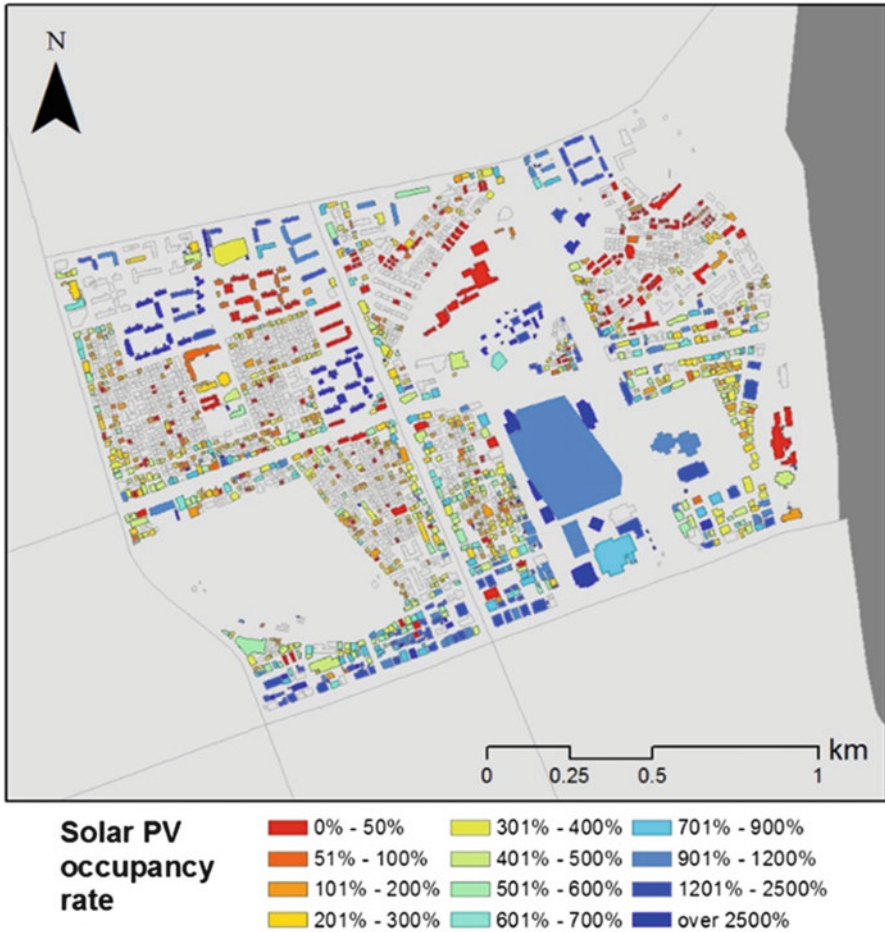 N
km
0 0.25 0.5 1
Solar PV
occupancy
rate
0% - 50%
51% - 100%
101% - 200%
201% - 300%
301% - 400%
401% - 500%
501% - 600%
601% - 700%
701% - 900%
901% - 1200%
1201% - 2500%
over 2500%